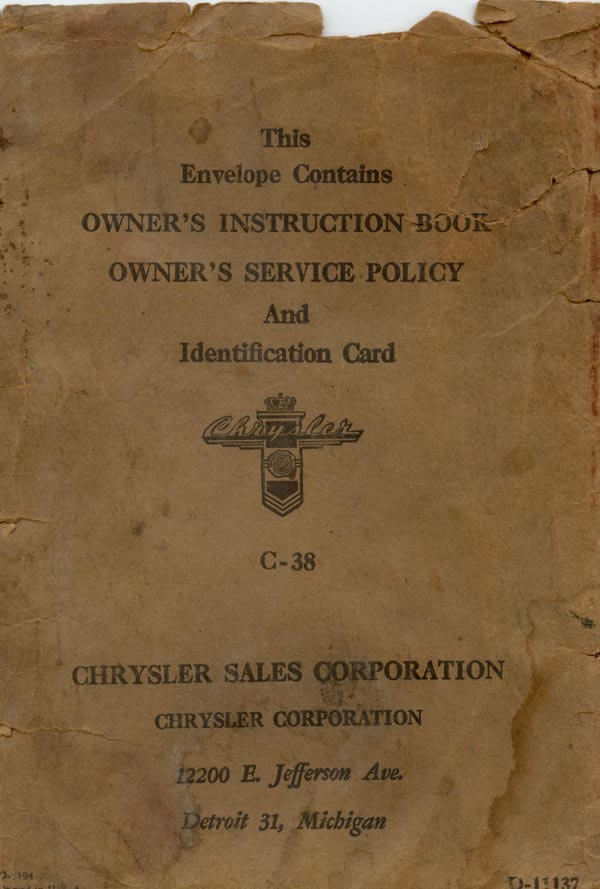 This
Envelope Contains
OWNER'S INSTRUCTION BOOK
OWNER'S SERVICE POLICY
And
Identification Card
Chrysler
C-38
CHRYSLER SALES CORPORATION
CHRYSLER CORPORATION
12200 E. Jefferson Ave.
Detroit 31, Michigan
D-11137